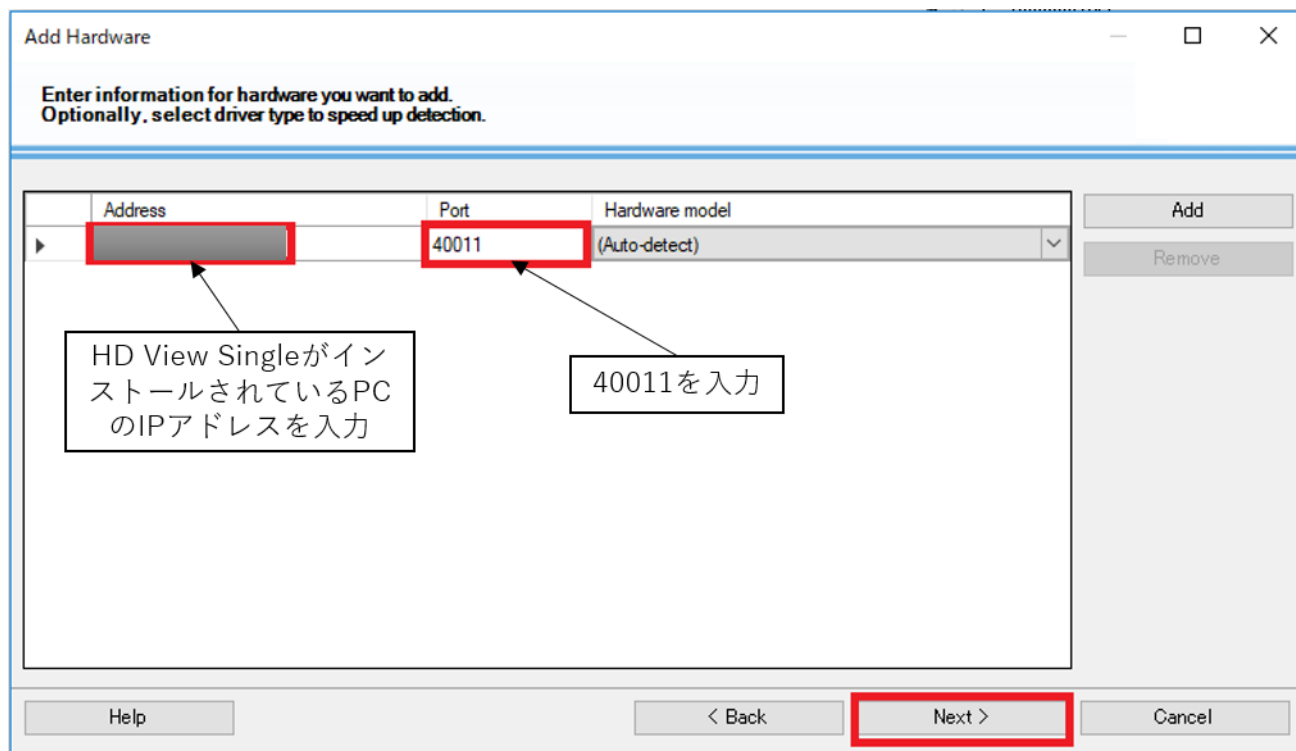 Add Hardware
Enter information for hardware you want to add.
Optionally, select driver type to speed up detection.
Address Port Hardware model
40011 (Auto-detect)
Add
Remove
HD View Singleがイン
ストールされているPC
のIPアドレスを入力
40011を入力
Help < Back Next > Cancel